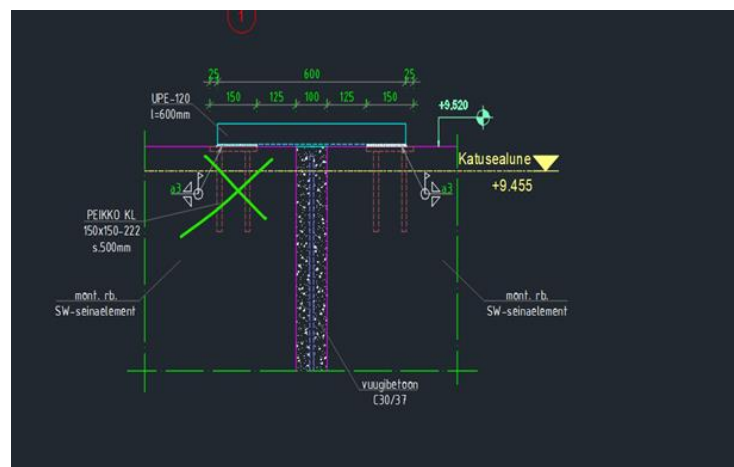 1
25
600
25
150
125
100
125
150
UPE-120
l=600mm
+9.520
Katusealune
+9.455
a3
a3
PEIKKO KL
150x150-222
s.500mm
mont. rb.
SW-seinaelement
mont. rb.
SW-seinaelement
vuugibetoon
C30/37